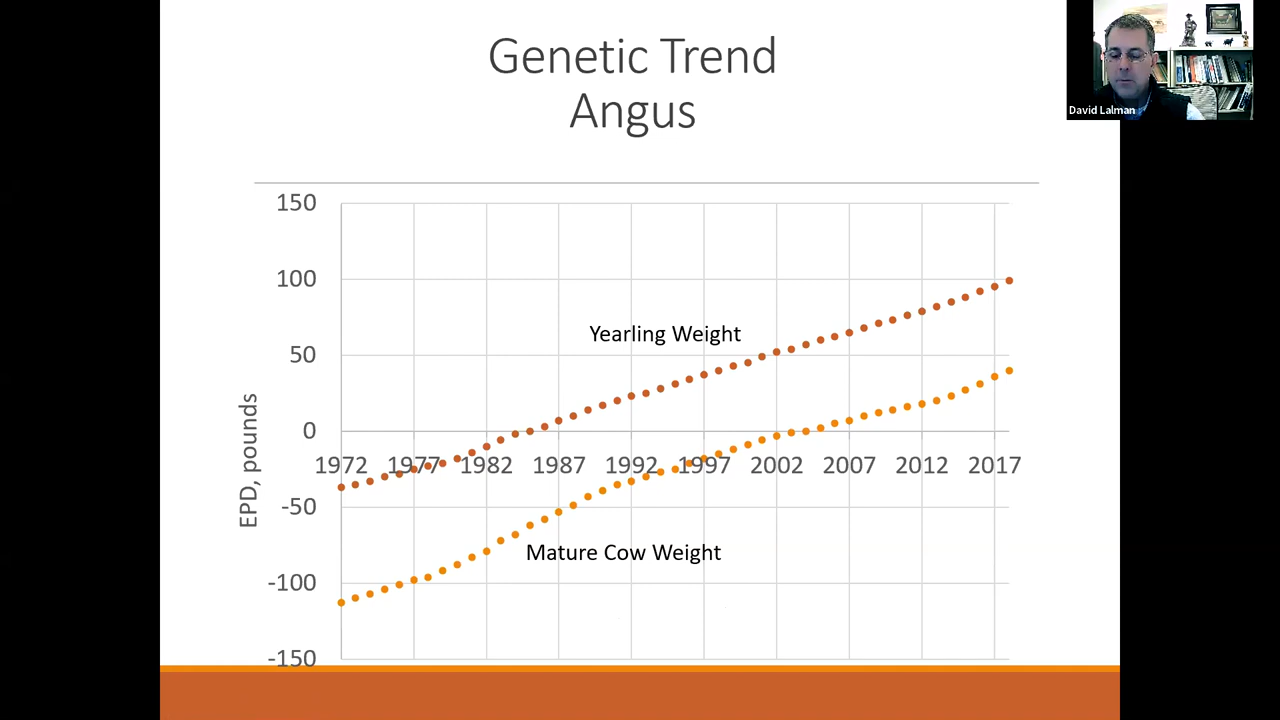 Genetic Trend
Angus
David Lalman
150
100
50
0
-50
-100
-150
EPD, pounds
Yearling Weight
Mature Cow Weight
1972 1977 1982 1987 1992 1997 2002 2007 2012 2017